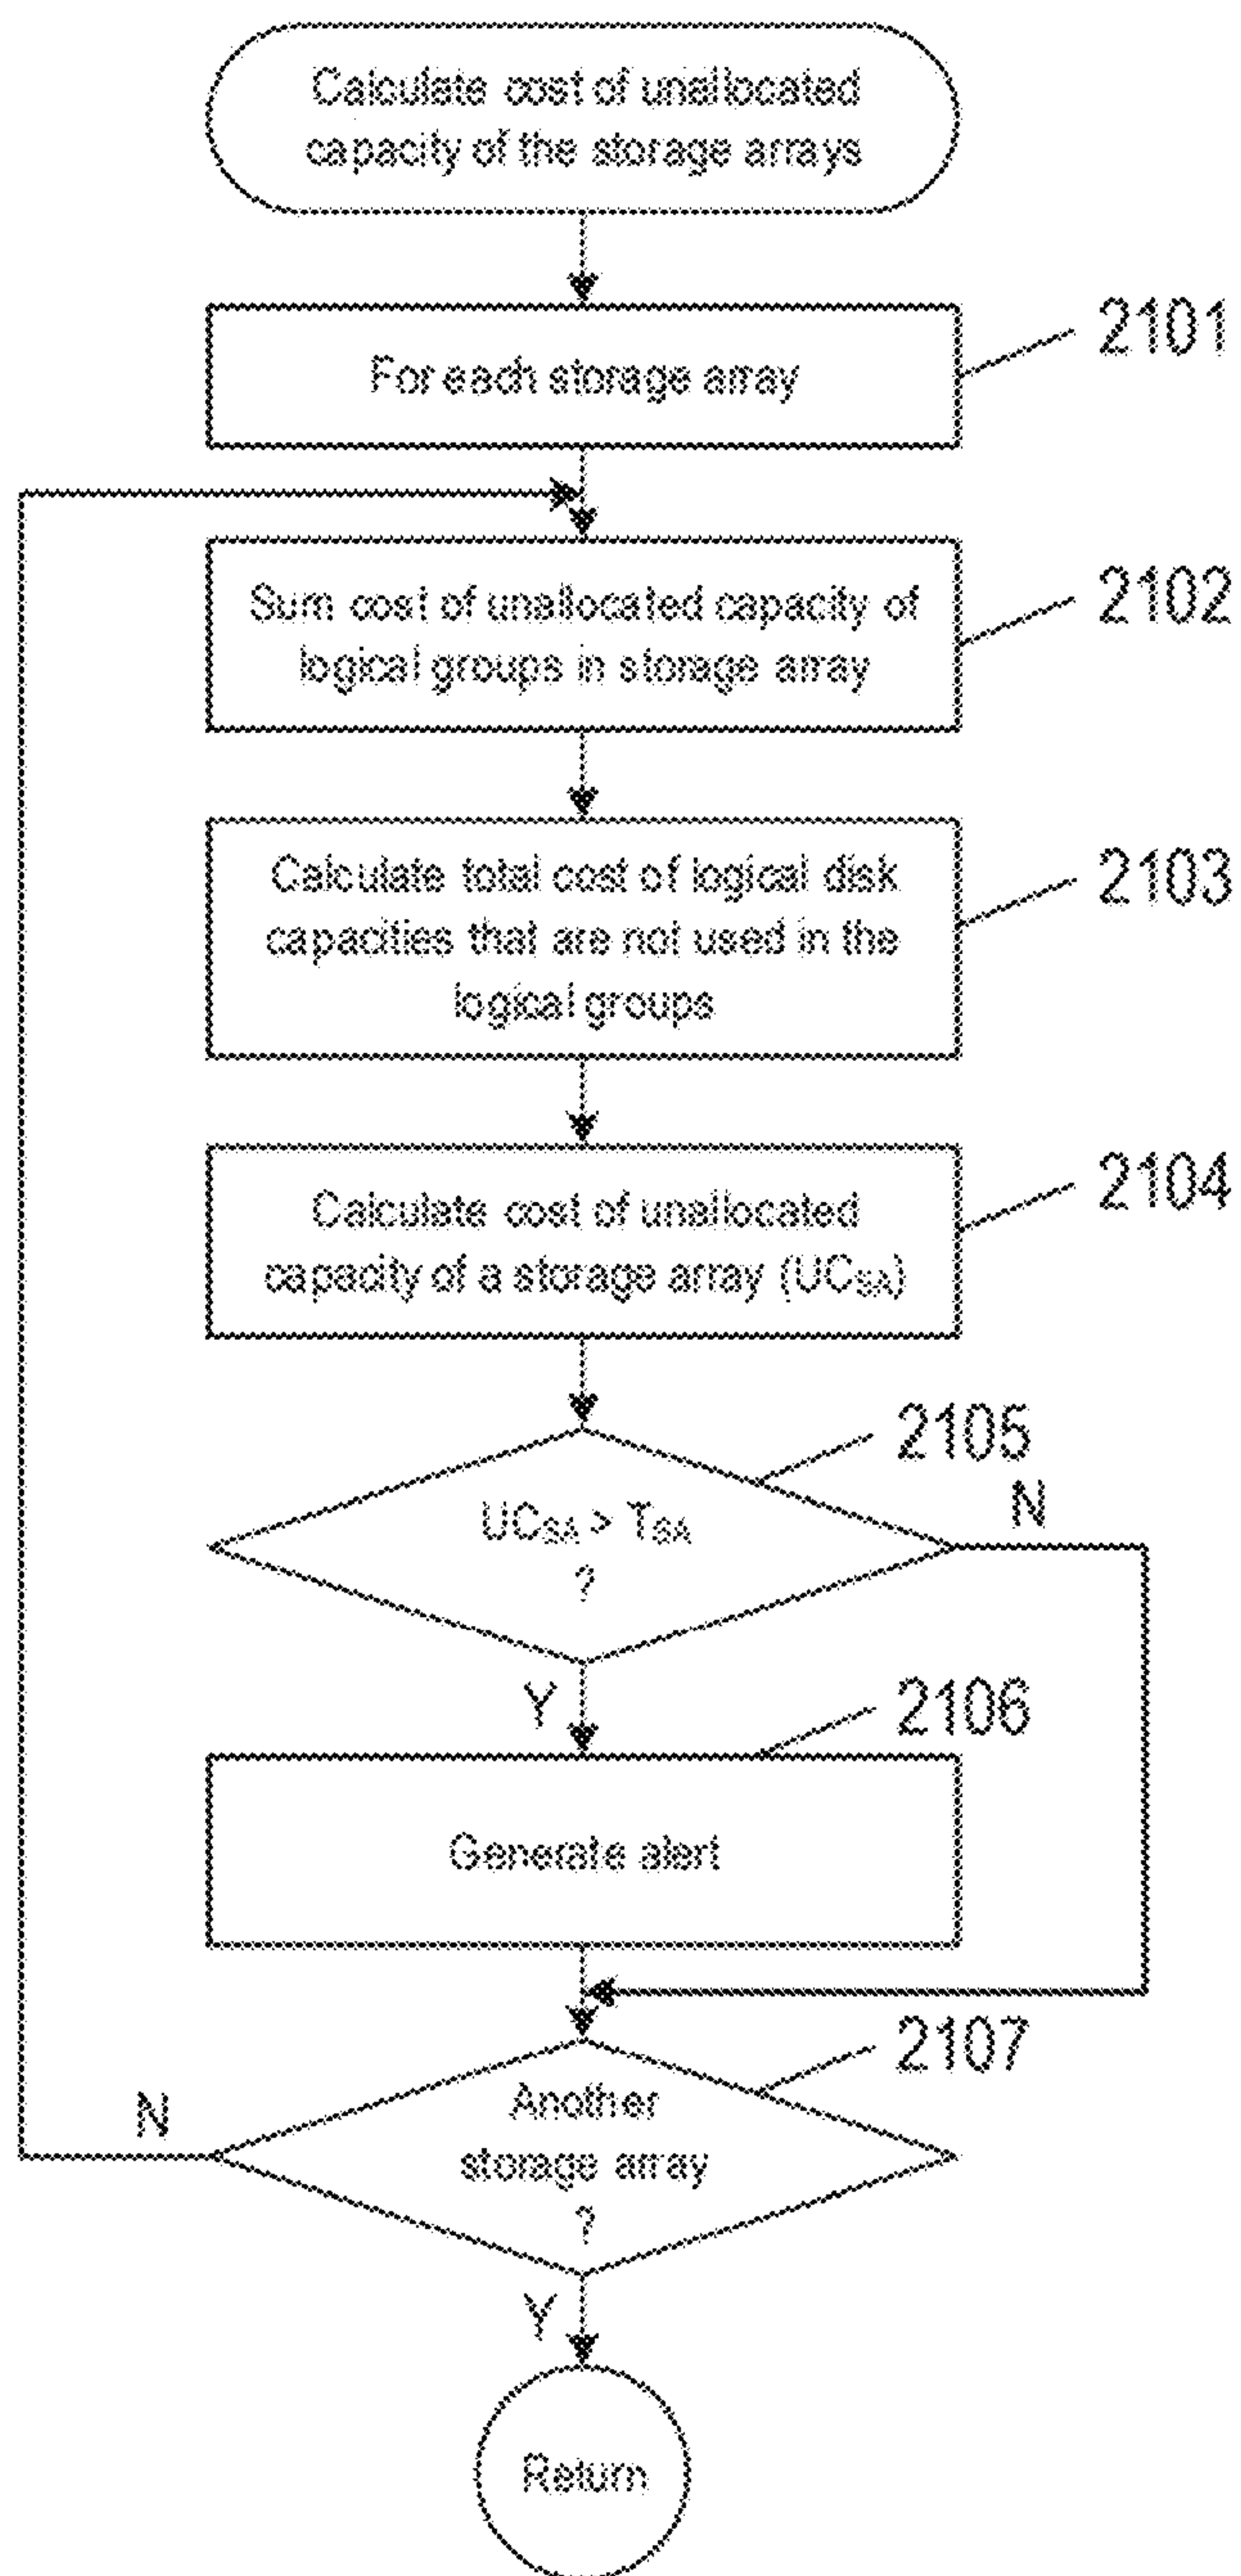 Calculate cost of unallocated
capacity of the storage arrays
For each storage array
2101
Sum cost of unallocated capacity of
logical groups in storage array
2102
Calculate total cost of logical disk
capacities that are not used in the
logical groups
2103
Calculate cost of unallocated
capacity of a storage array (UCSA)
2104
2105
UCSA > TSA
?
N
Y
2106
Generate alert
2107
Another
storage array
?
N
Y
Return